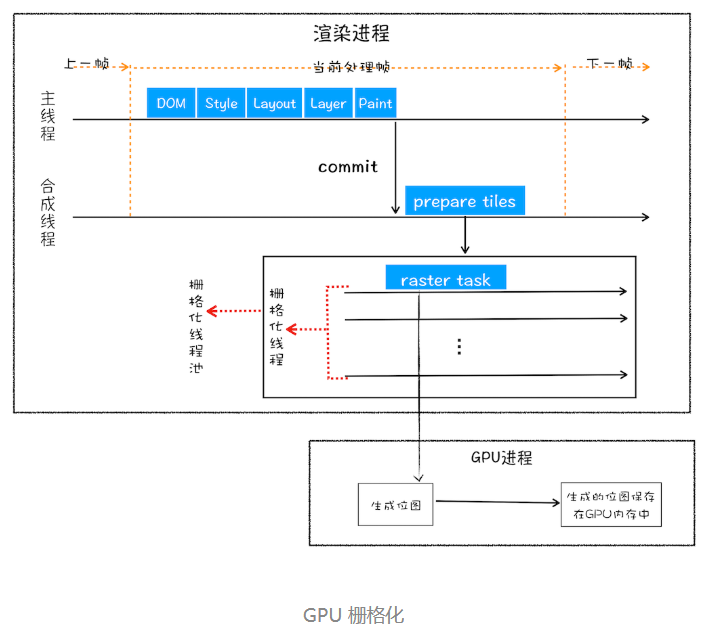 渲染进程
上一帧
当前处理帧
下一帧
主线程
DOM
Style
Layout
Layer
Paint
commit
合成线程
prepare tiles
raster task
栅格化线程池
栅格化线程
...
GPU进程
生成位图
生成的位图保存
在GPU内存中
GPU 栅格化